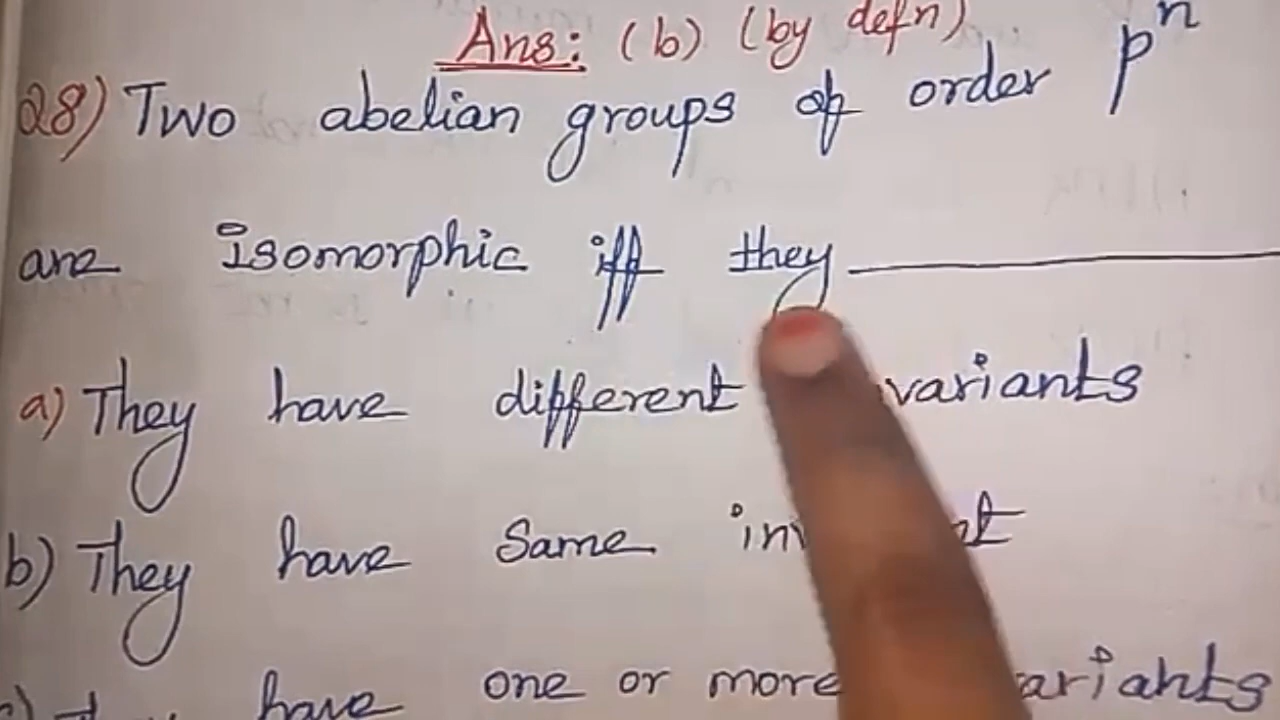 Ans: (b) (by defn)
28) Two abelian groups of order p^n
are isomorphic iff they ______
a) They have different variants
b) They have same
have one or more